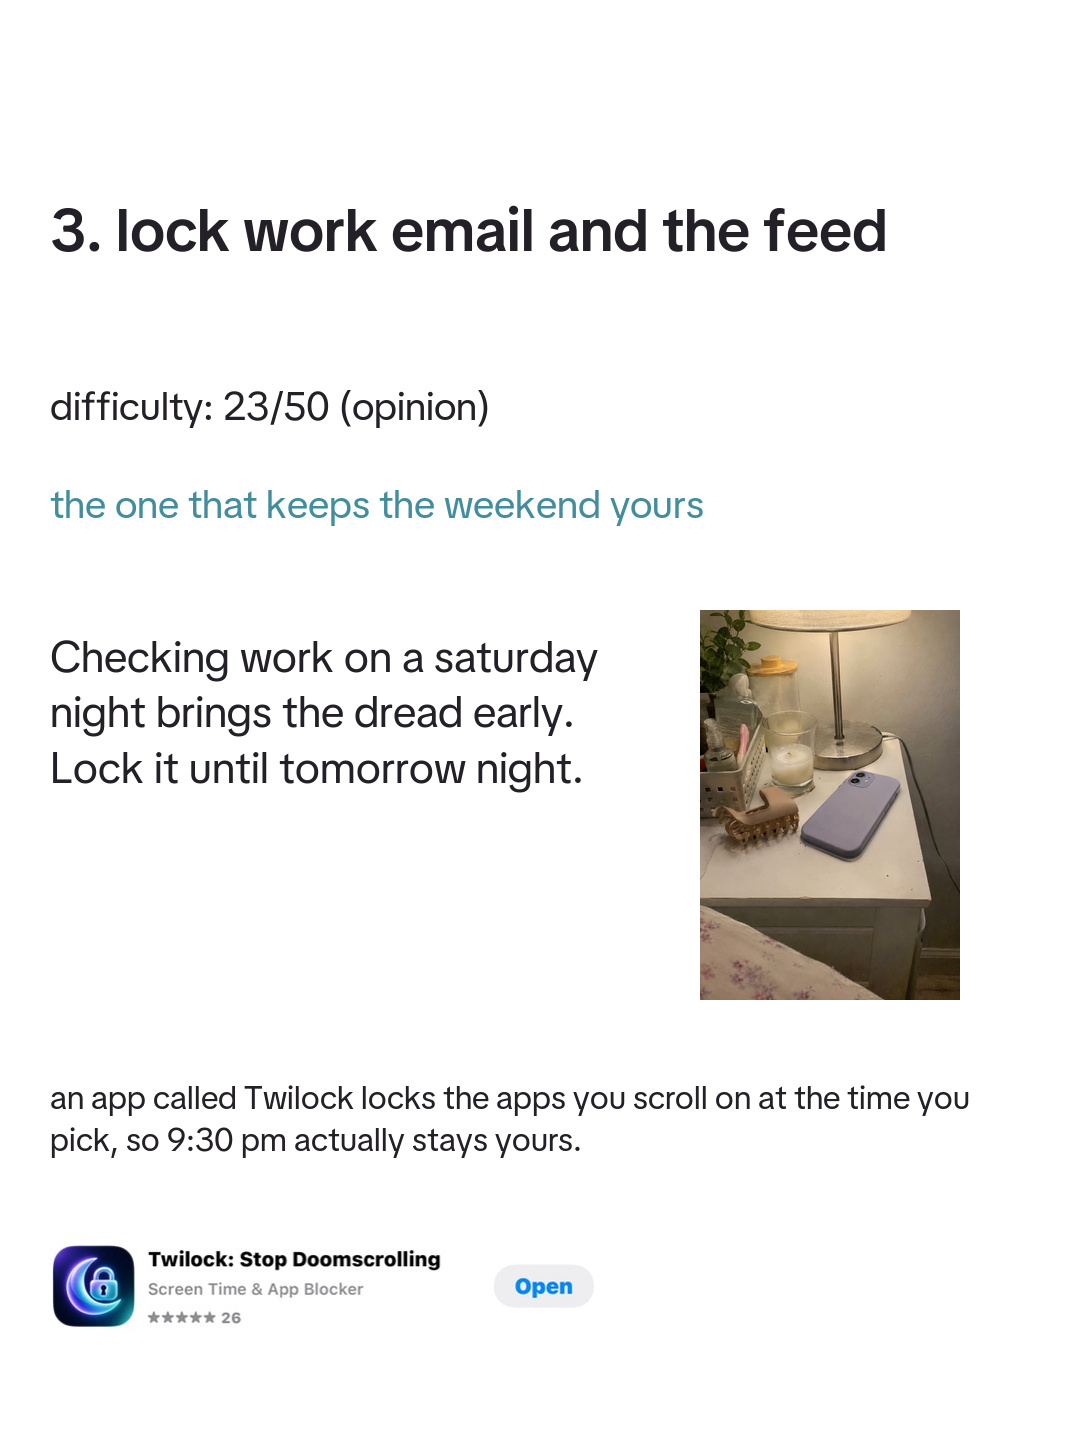 3. lock work email and the feed
difficulty: 23/50 (opinion)
the one that keeps the weekend yours
Checking work on a saturday
night brings the dread early.
Lock it until tomorrow night.
an app called Twilock locks the apps you scroll on at the time you
pick, so 9:30 pm actually stays yours.
Twilock: Stop Doomscrolling
Screen Time & App Blocker
★★★★★ 26
Open